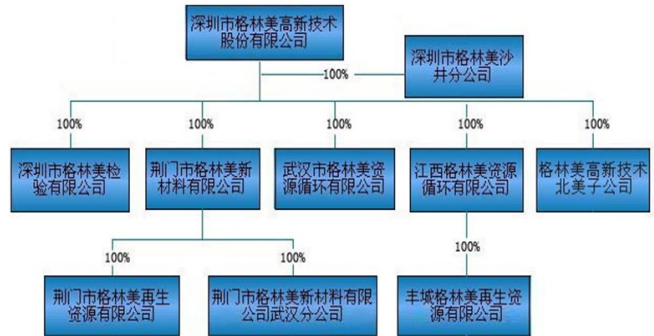 深圳市格林美高新技术
股份有限公司
深圳市格林美沙
井分公司
100%
100%
100%
100%
100%
100%
深圳市格林美检
验有限公司
荆门市格林美新
材料有限公司
武汉市格林美资
源循环有限公司
江西格林美资源
循环有限公司
格林美高新技术
北美子公司
100%
100%
100%
荆门市格林美再生
资源有限公司
荆门市格林美新材料有限
公司武汉分公司
丰城格林美再生资
源有限公司